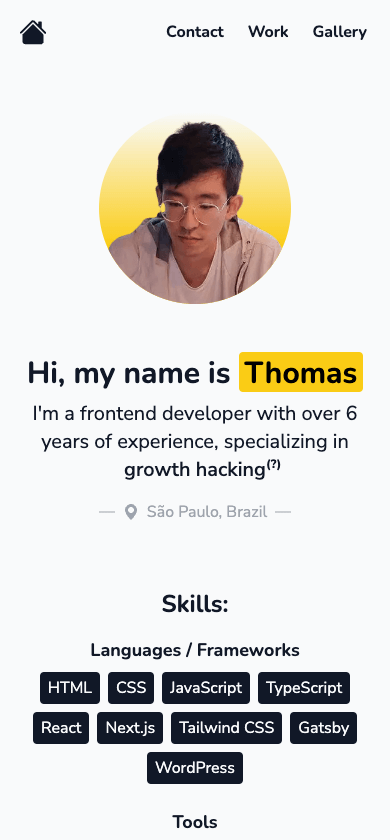 Contact Work Gallery
Hi, my name is Thomas
I'm a frontend developer with over 6
years of experience, specializing in
growth hacking(?)
— São Paulo, Brazil —
Skills:
Languages / Frameworks
HTML CSS JavaScript TypeScript
React Next.js Tailwind CSS Gatsby
WordPress
Tools